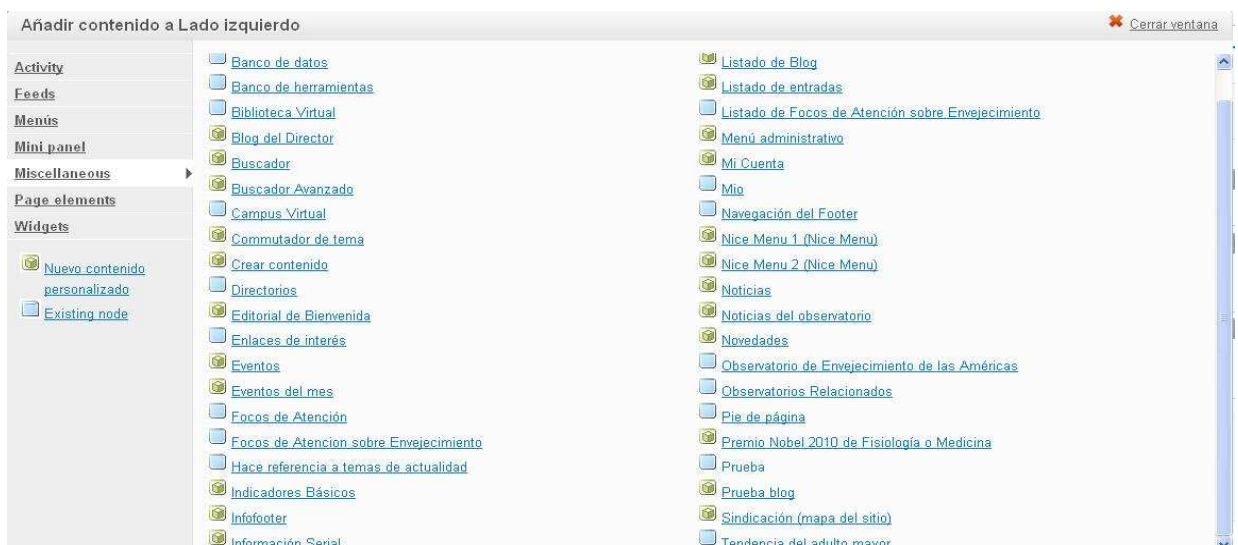 Añadir contenido a Lado izquierdo
Cerrar ventana
Activity
Feeds
Menús
Mini panel
Miscellaneous
Page elements
Widgets
Nuevo contenido
personalizado
Existing node
Banco de datos
Banco de herramientas
Biblioteca Virtual
Blog del Director
Buscador
Buscador Avanzado
Campus Virtual
Commutador de tema
Crear contenido
Directorios
Editorial de Bienvenida
Enlaces de interés
Eventos
Eventos del mes
Focos de Atención
Focos de Atencion sobre Envejecimiento
Hace referencia a temas de actualidad
Indicadores Básicos
Infofooter
Información Serial
Listado de Blog
Listado de entradas
Listado de Focos de Atención sobre Envejecimiento
Menú administrativo
Mi Cuenta
Mio
Navegación del Footer
Nice Menu 1 (Nice Menu)
Nice Menu 2 (Nice Menu)
Noticias
Noticias del observatorio
Novedades
Observatorio de Envejecimiento de las Américas
Observatorios Relacionados
Pie de página
Premio Nobel 2010 de Fisiología o Medicina
Prueba
Prueba blog
Sindicación (mapa del sitio)
Tendencia del adulto mayor